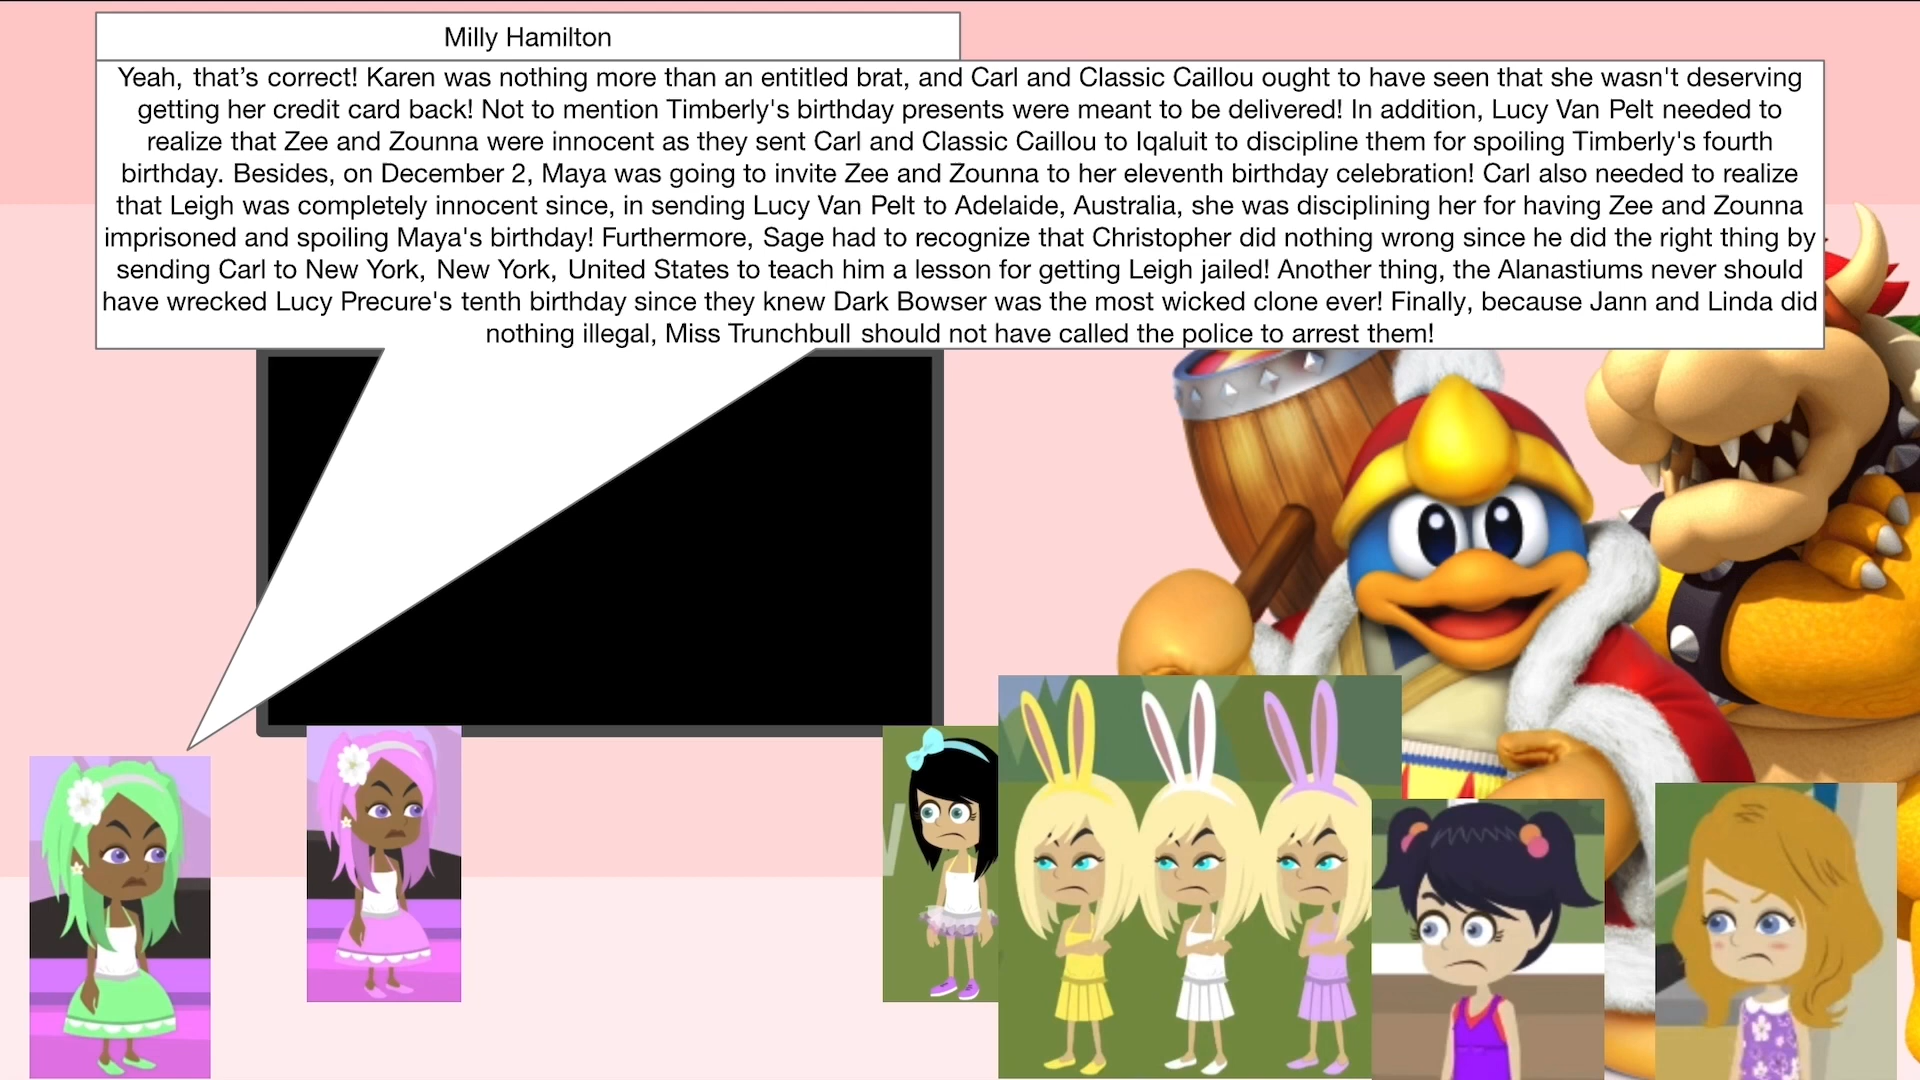 Milly Hamilton
Yeah, that’s correct! Karen was nothing more than an entitled brat, and Carl and Classic Caillou ought to have seen that she wasn't deserving
getting her credit card back! Not to mention Timberly's birthday presents were meant to be delivered! In addition, Lucy Van Pelt needed to
realize that Zee and Zounna were innocent as they sent Carl and Classic Caillou to Iqaluit to discipline them for spoiling Timberly's fourth
birthday. Besides, on December 2, Maya was going to invite Zee and Zounna to her eleventh birthday celebration! Carl also needed to realize
that Leigh was completely innocent since, in sending Lucy Van Pelt to Adelaide, Australia, she was disciplining her for having Zee and Zounna
imprisoned and spoiling Maya's birthday! Furthermore, Sage had to recognize that Christopher did nothing wrong since he did the right thing by
sending Carl to New York, New York, United States to teach him a lesson for getting Leigh jailed! Another thing, the Alanastiums never should
have wrecked Lucy Precure's tenth birthday since they knew Dark Bowser was the most wicked clone ever! Finally, because Jann and Linda did
nothing illegal, Miss Trunchbull should not have called the police to arrest them!